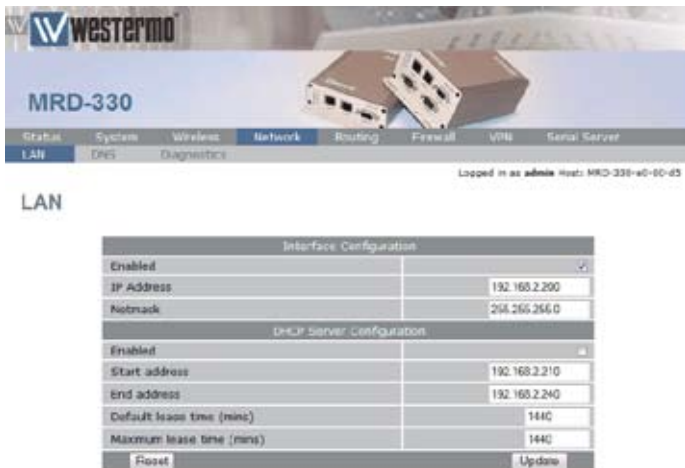 westermo
MRD-330
Status System Wireless Network Routing Firewall VPN Serial Server
LAN DNS Diagnostics
Logged in as admin Host: MRD-330-e0-00-d5
LAN
Interface Configuration
Enabled
IP Address 192.168.2.200
Netmask 255.255.255.0
DHCP Server Configuration
Enabled
Start address 192.168.2.210
End address 192.168.2.240
Default lease time (mins) 1440
Maximum lease time (mins) 1440
Reset Update